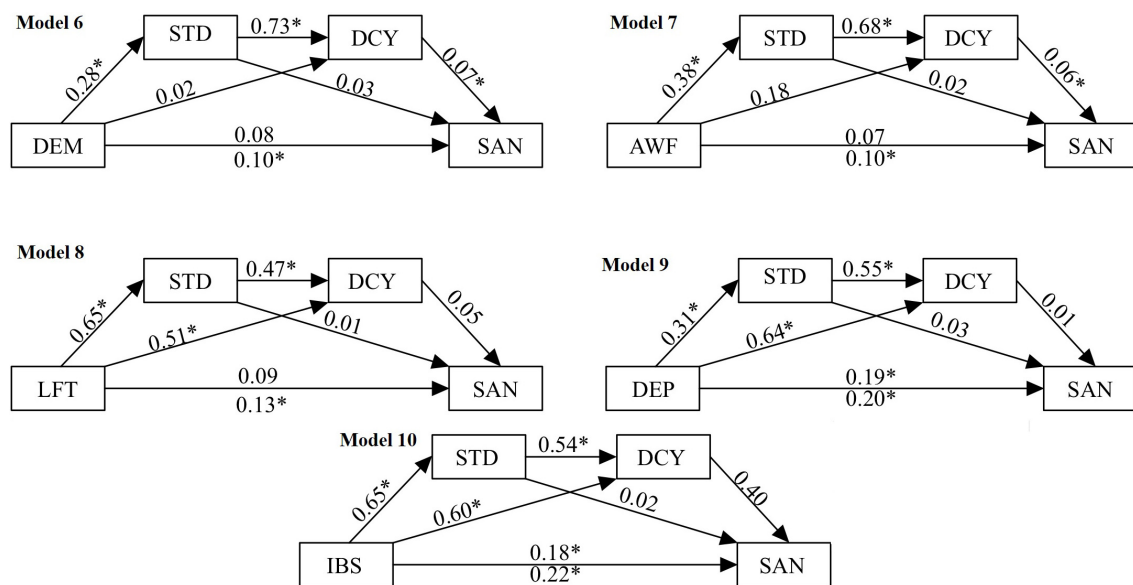 Model 6
STD
0.73*
DCY
0.28*
0.02
0.03
0.07*
DEM
0.08
0.10*
SAN
Model 7
STD
0.68*
DCY
0.38*
0.18
0.02
0.06*
AWF
0.07
0.10*
SAN
Model 8
STD
0.47*
DCY
0.65*
0.51*
0.01
0.05
LFT
0.09
0.13*
SAN
Model 9
STD
0.55*
DCY
0.31*
0.64*
0.03
0.01
DEP
0.19*
0.20*
SAN
Model 10
STD
0.54*
DCY
0.65*
0.60*
0.02
0.40
IBS
0.18*
0.22*
SAN